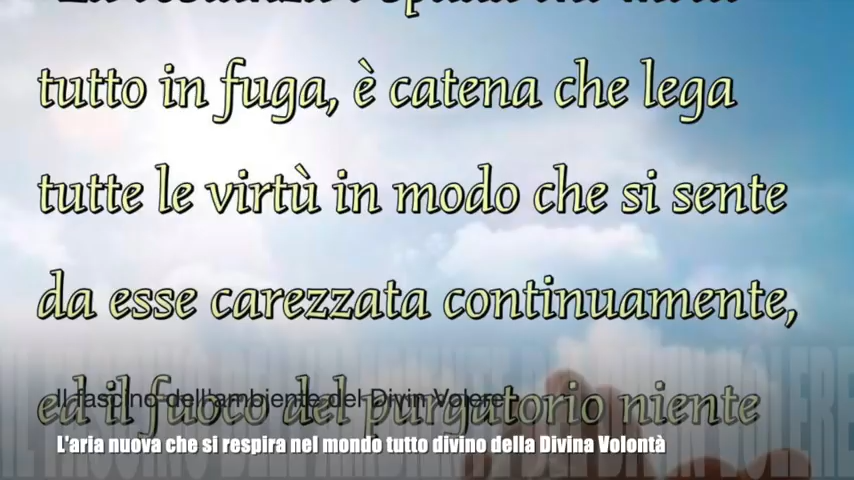 tutto in fuga, è catena che lega
tutte le virtù in modo che si sente
da esse carezzata continuamente,
ed il fuoco del purgatorio niente
Il fascino dell'ambiente del Divin Volere
L'aria nuova che si respira nel mondo tutto divino della Divina Volontà